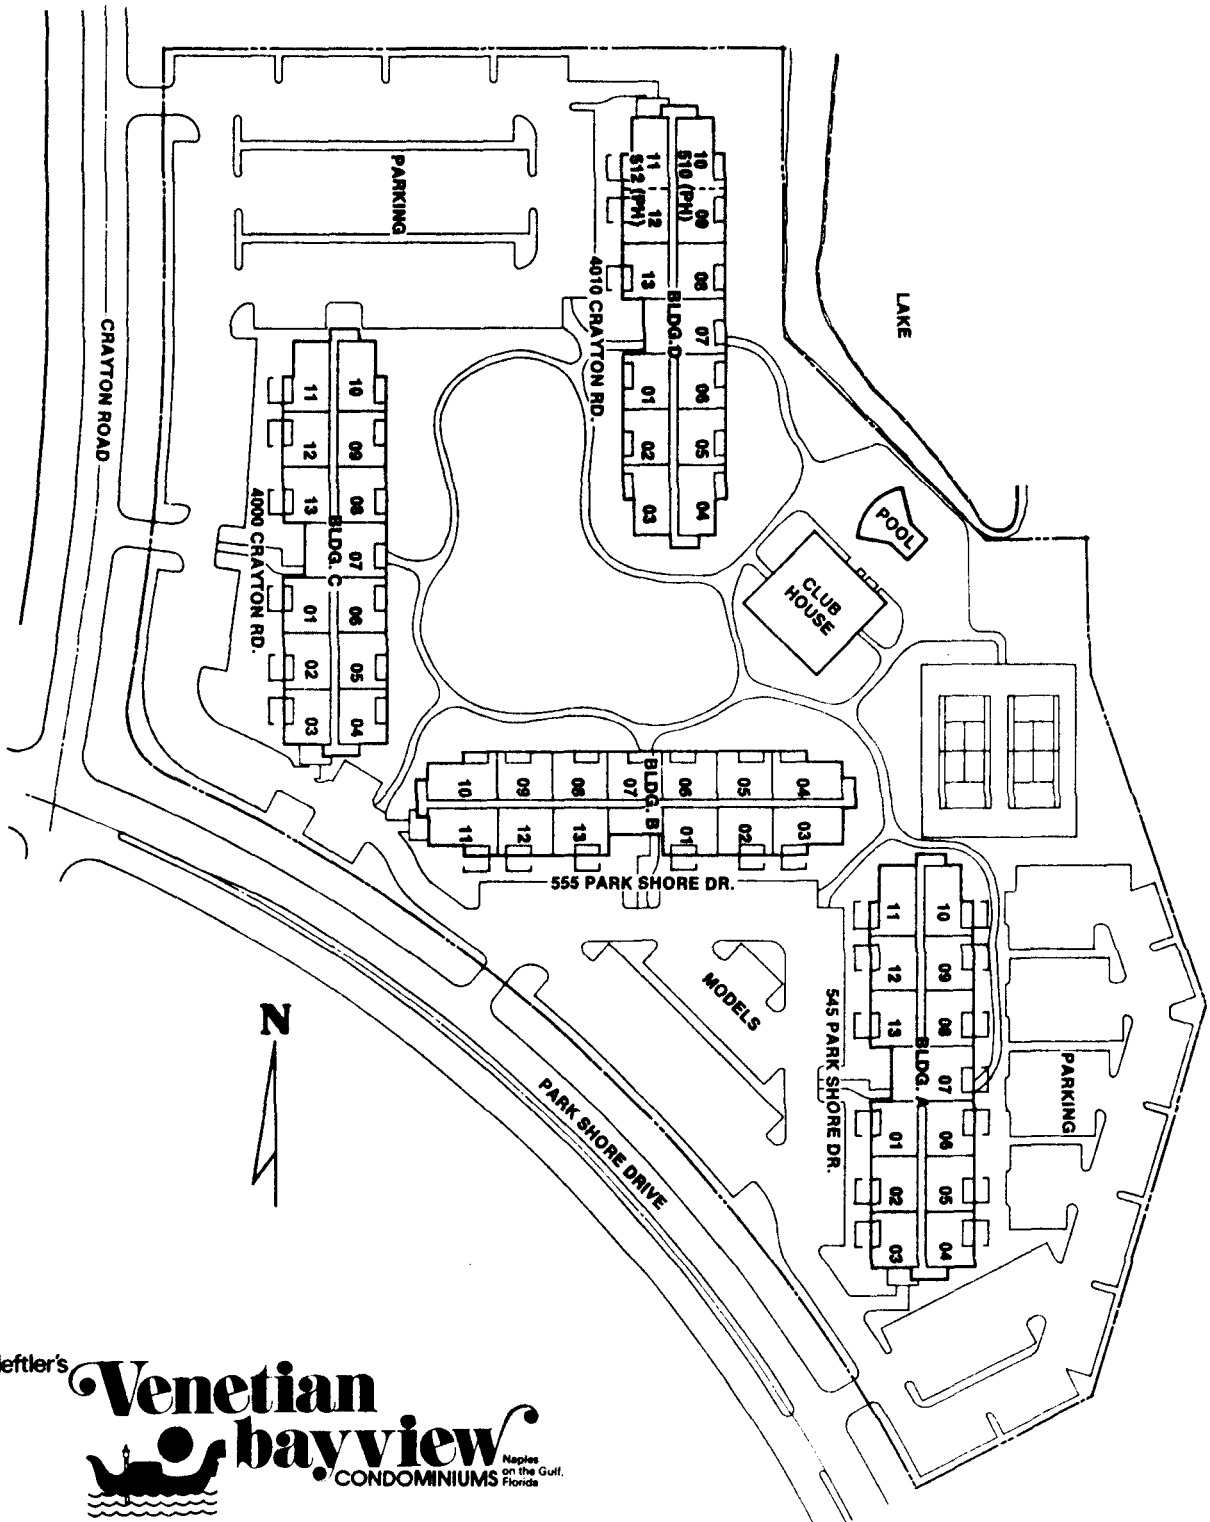 LAKE
PARKING
10
510 (PH)
09
08
07
06
05
04
11
512 (PH)
12
13
01
02
03
BLDG. D
4010 CRAYTON RD.
CRAYTON ROAD
10
09
08
07
06
05
04
11
12
13
01
02
03
BLDG. C
4000 CRAYTON RD.
POOL
CLUB
HOUSE
10
09
08
07
06
05
04
11
12
13
01
02
03
BLDG. B
555 PARK SHORE DR.
10
09
08
07
06
05
04
11
12
13
01
02
03
BLDG. A
545 PARK SHORE DR.
MODELS
PARKING
PARK SHORE DRIVE
N
eftler's
Venetian
bayview
CONDOMINIUMS
Naples
on the Gulf,
Florida